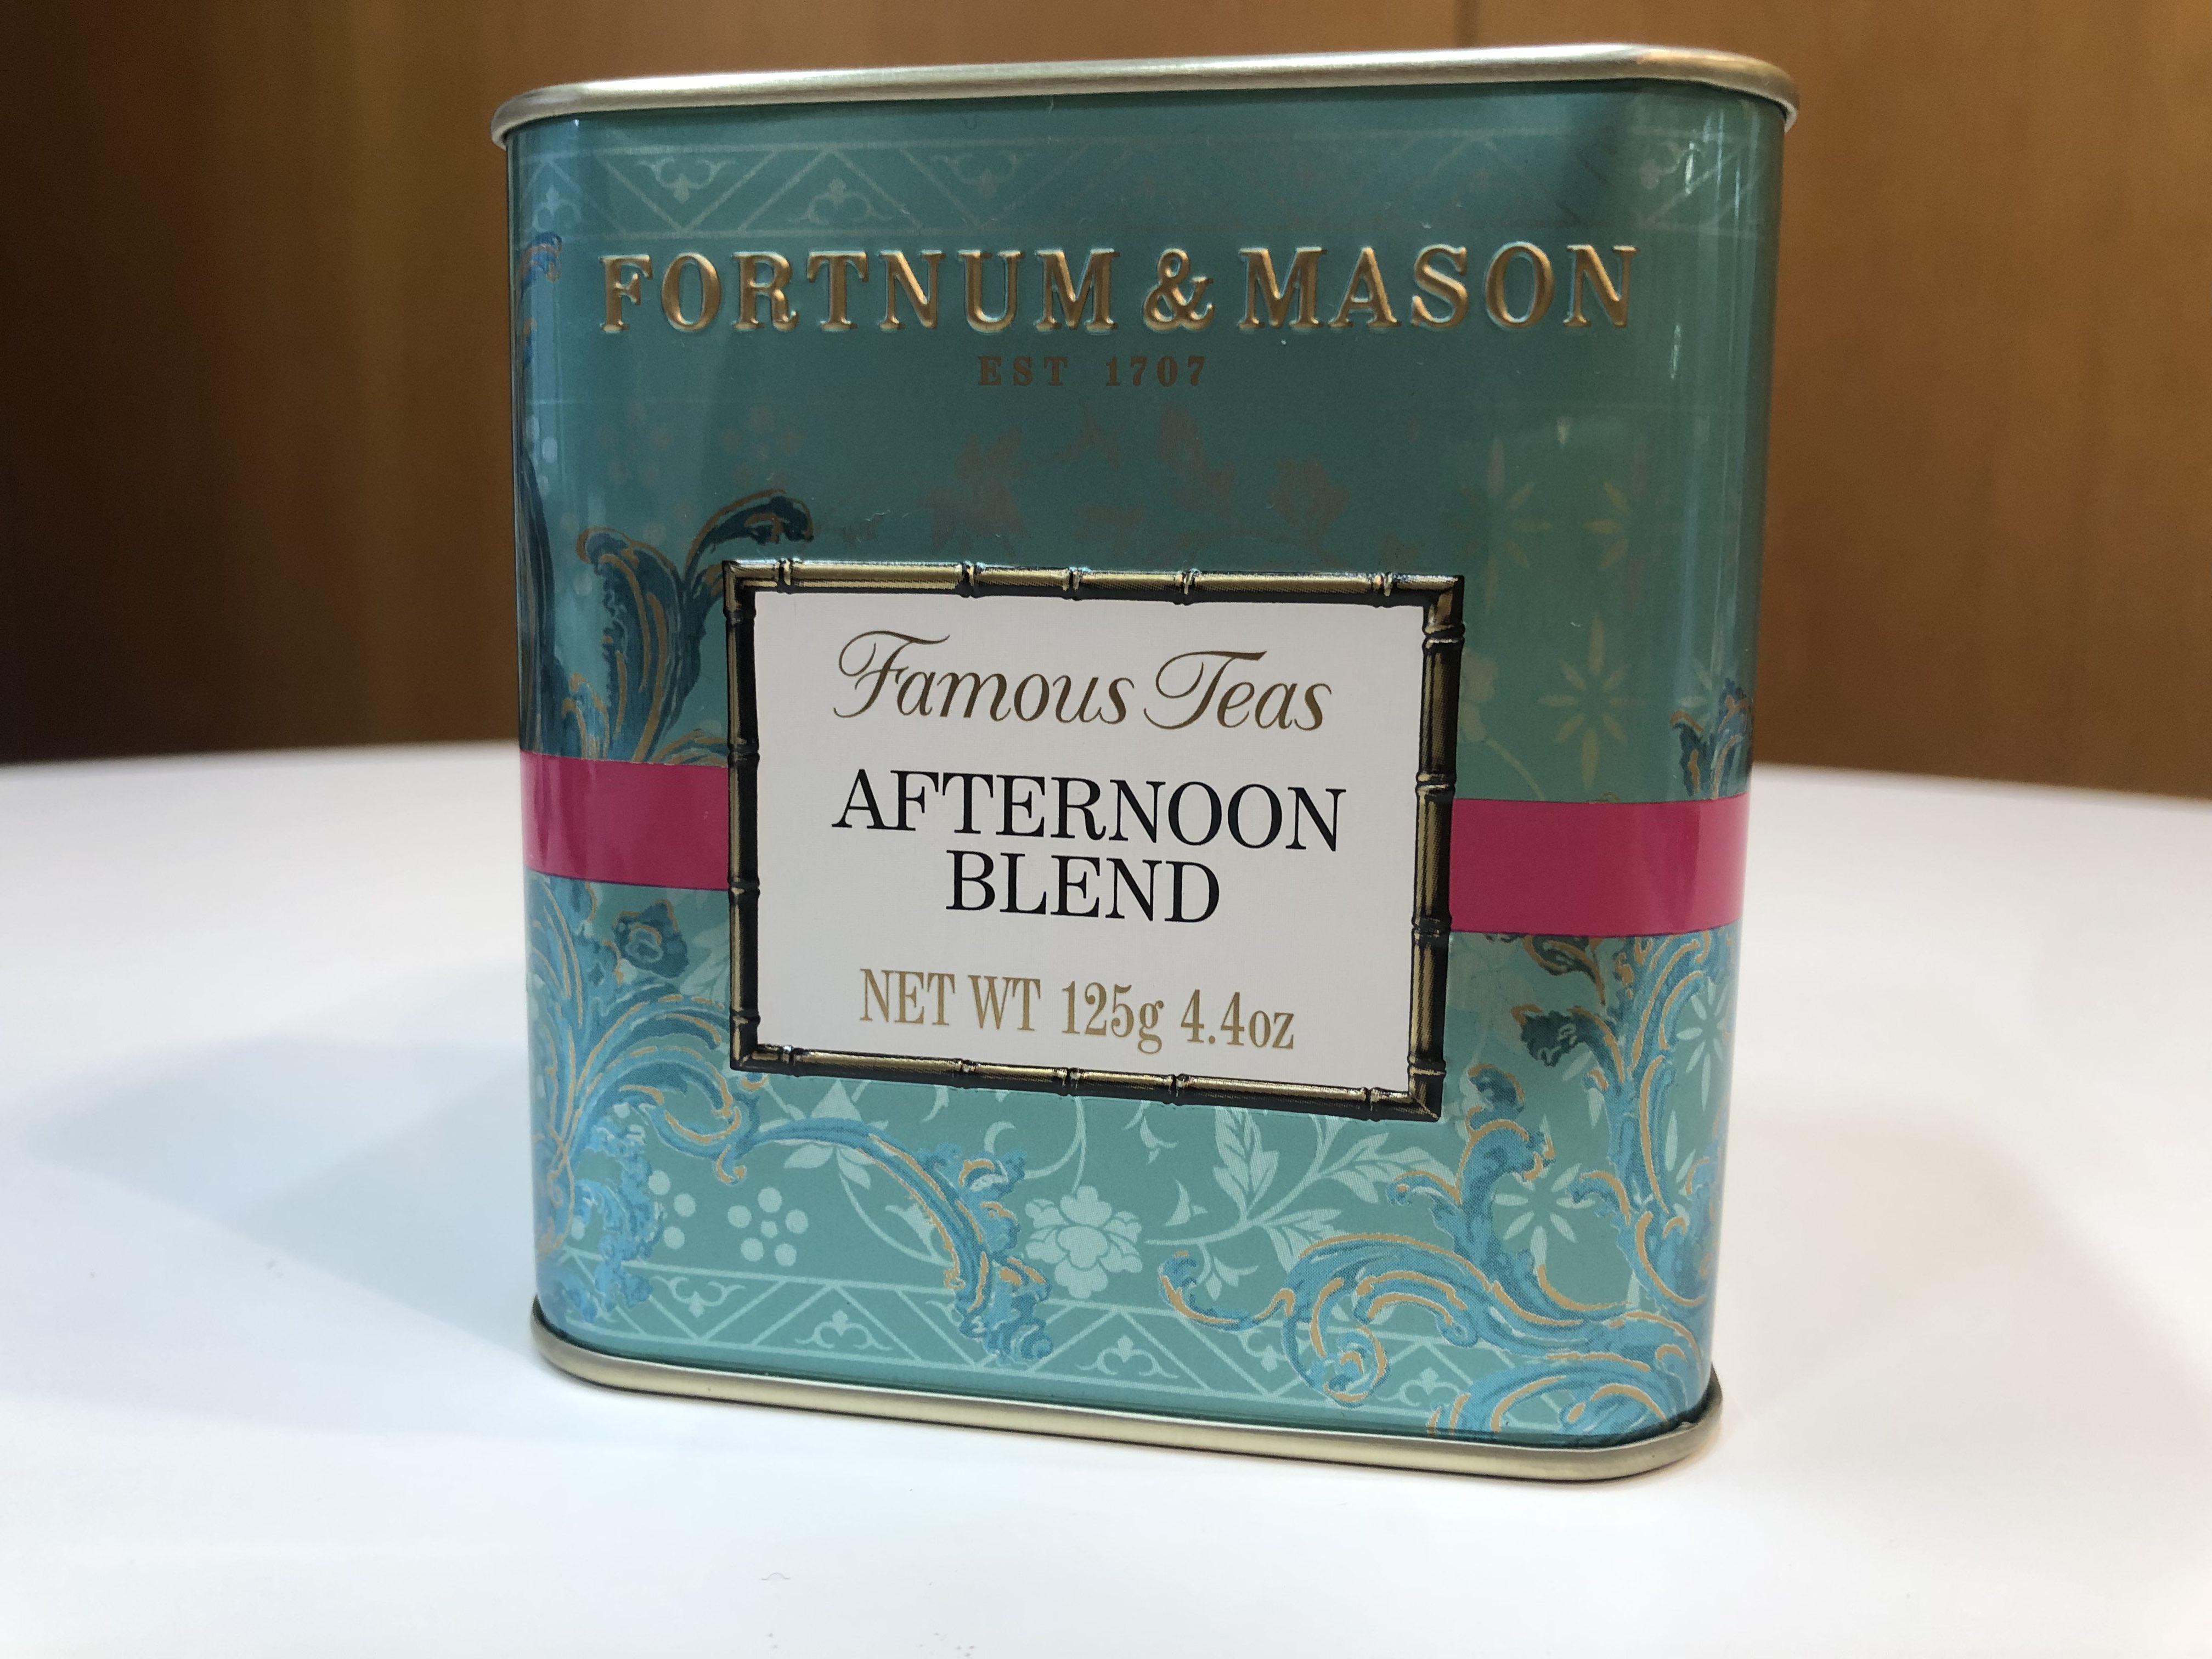 FORTNUM & MASON
EST 1707
Famous Teas
AFTERNOON
BLEND
NET WT 125g 4.4oz